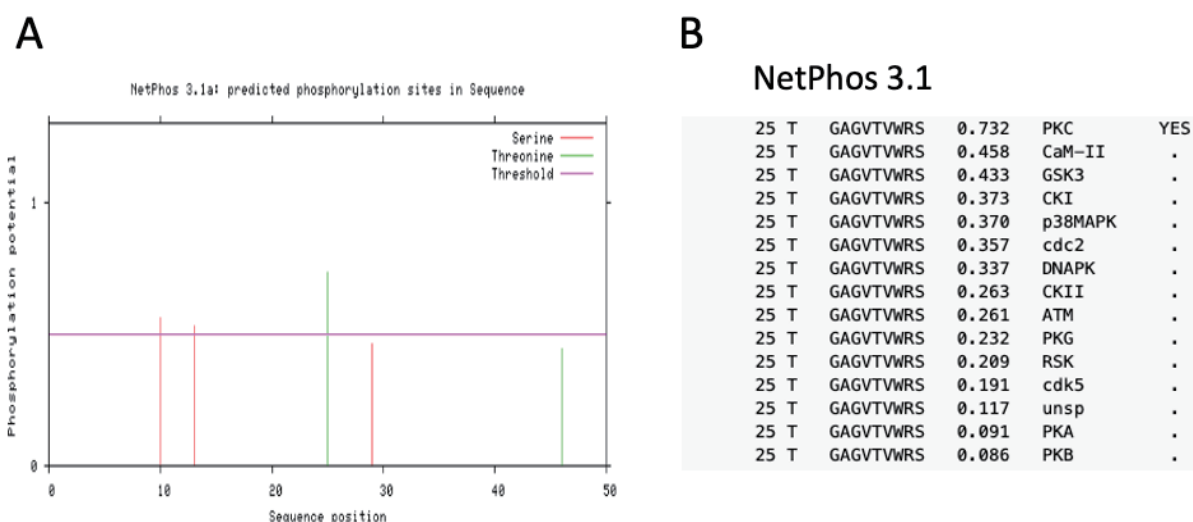 A
NetPhos 3.1a: predicted phosphorylation sites in Sequence
Serine
Threonine
Threshold
Phosphorylation potential
1
0
0 10 20 30 40 50
Sequence position
B
NetPhos 3.1
25 T GAGVTVWRS 0.732 PKC YES
25 T GAGVTVWRS 0.458 CaM-II .
25 T GAGVTVWRS 0.433 GSK3 .
25 T GAGVTVWRS 0.373 CKI .
25 T GAGVTVWRS 0.370 p38MAPK .
25 T GAGVTVWRS 0.357 cdc2 .
25 T GAGVTVWRS 0.337 DNAPK .
25 T GAGVTVWRS 0.263 CKII .
25 T GAGVTVWRS 0.261 ATM .
25 T GAGVTVWRS 0.232 PKG .
25 T GAGVTVWRS 0.209 RSK .
25 T GAGVTVWRS 0.191 cdk5 .
25 T GAGVTVWRS 0.117 unsp .
25 T GAGVTVWRS 0.091 PKA .
25 T GAGVTVWRS 0.086 PKB .